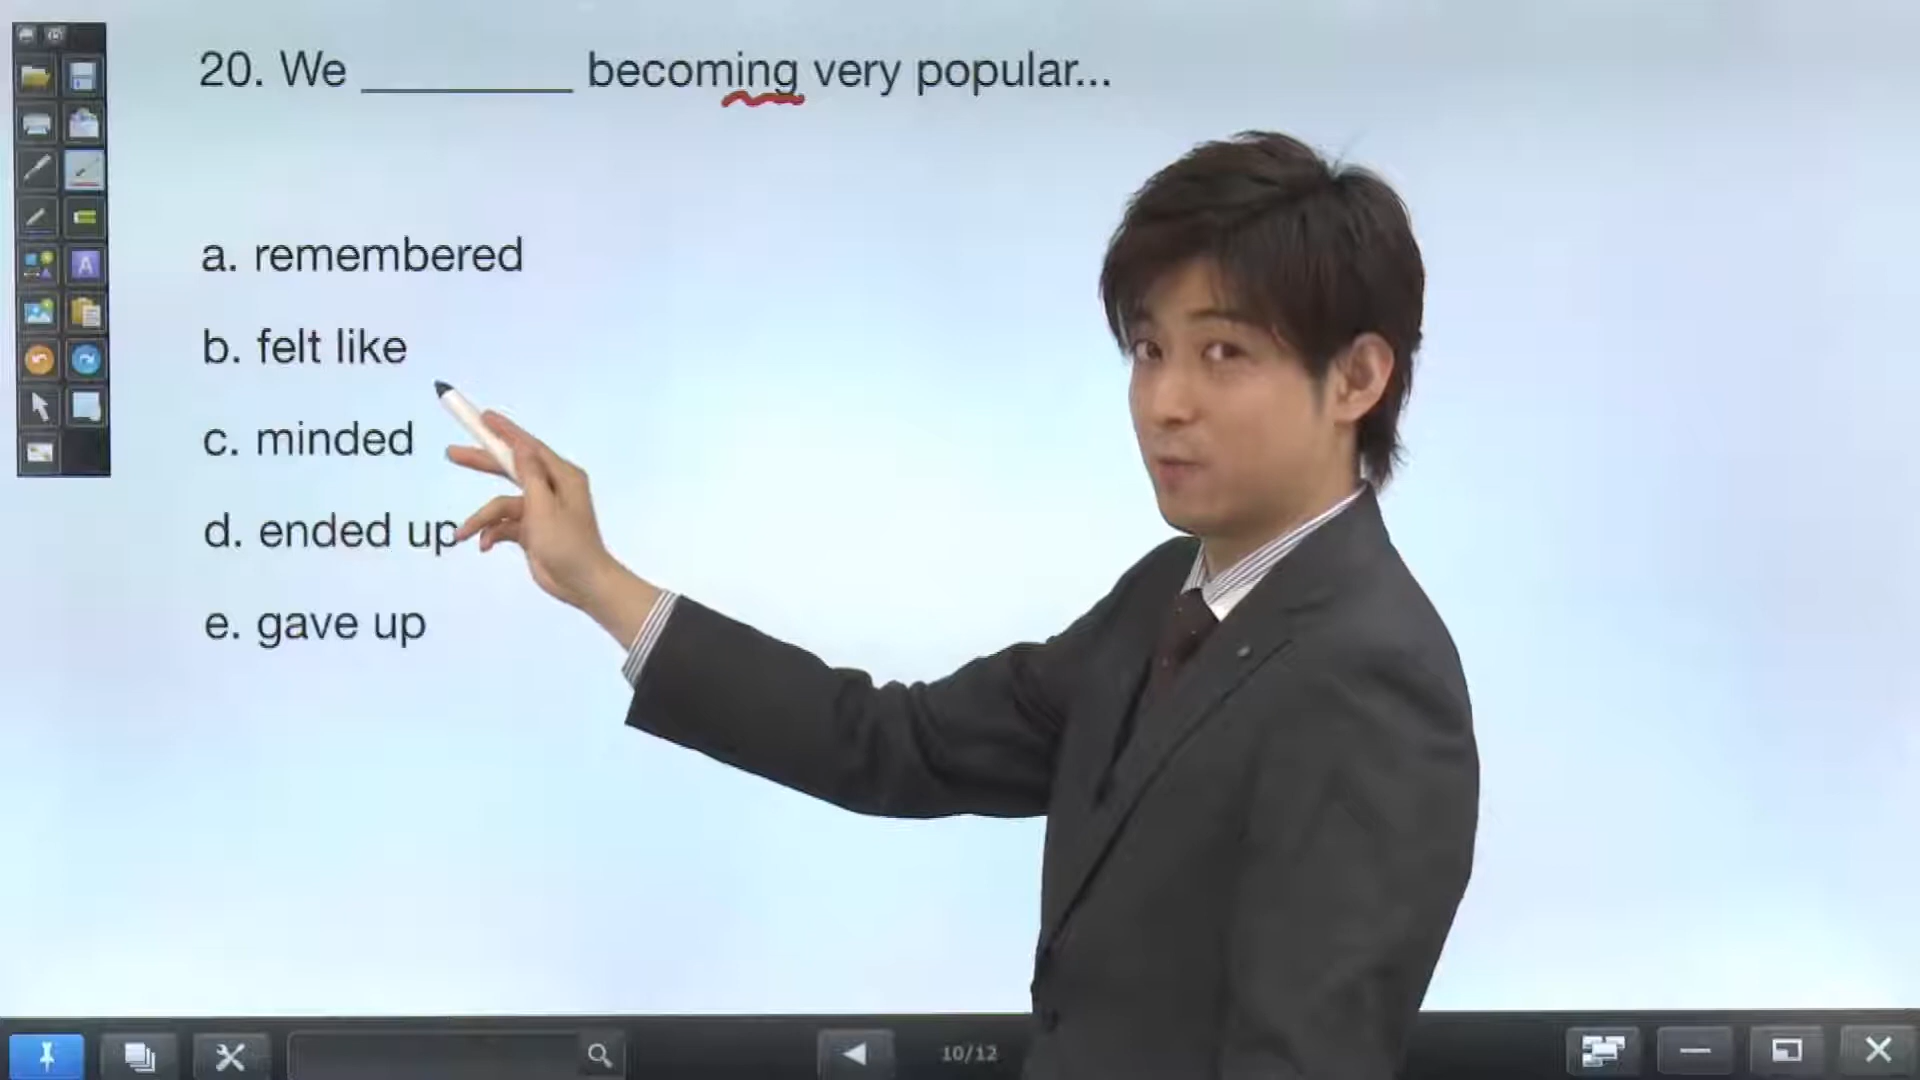 20. We ________ becoming very popular...
a. remembered
b. felt like
c. minded
d. ended up
e. gave up
10/12